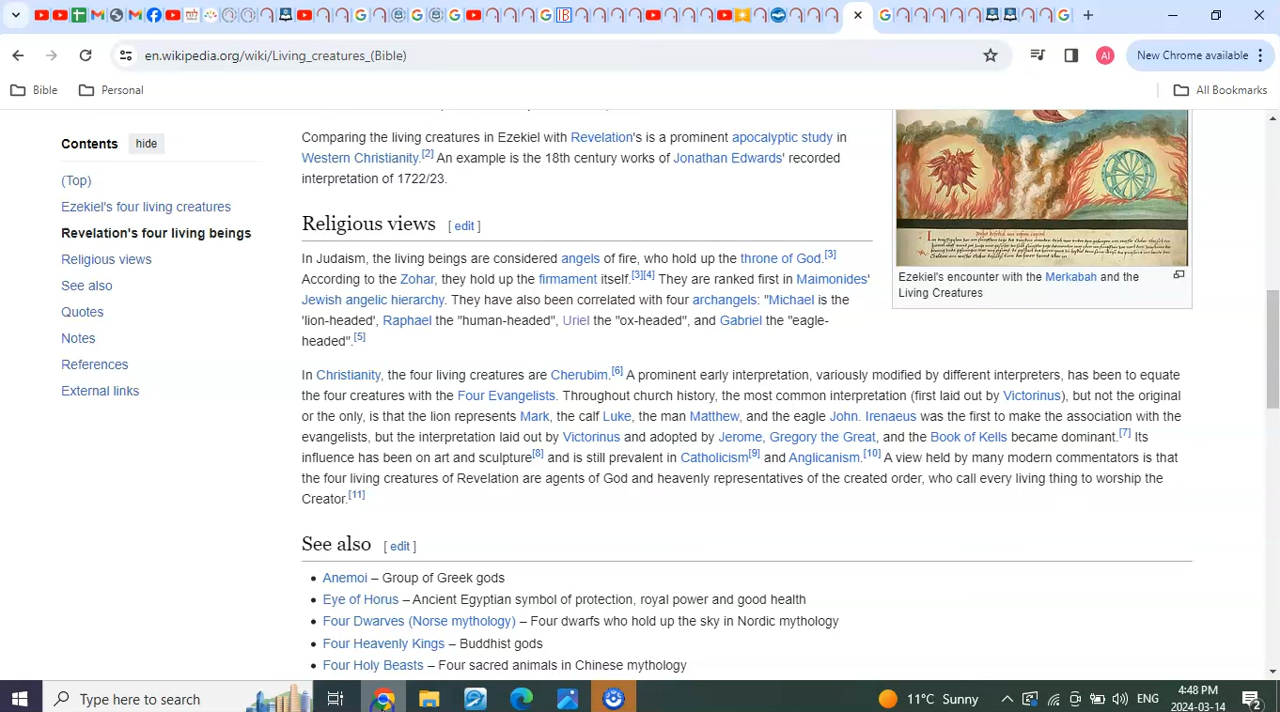 en.wikipedia.org/wiki/Living_creatures_(Bible)
AI
New Chrome available
Bible
Personal
All Bookmarks
Contents
hide
(Top)
Ezekiel's four living creatures
Revelation's four living beings
Religious views
See also
Quotes
Notes
References
External links
Comparing the living creatures in Ezekiel with Revelation's is a prominent apocalyptic study in
Western Christianity.[2] An example is the 18th century works of Jonathan Edwards' recorded
interpretation of 1722/23.
Religious views [ edit ]
In Judaism, the living beings are considered angels of fire, who hold up the throne of God.[3]
According to the Zohar, they hold up the firmament itself.[3][4] They are ranked first in Maimonides'
Jewish angelic hierarchy. They have also been correlated with four archangels: "Michael is the
'lion-headed', Raphael the "human-headed", Uriel the "ox-headed", and Gabriel the "eagle-
headed".[5]
Ezekiel's encounter with the Merkabah and the
Living Creatures
In Christianity, the four living creatures are Cherubim.[6] A prominent early interpretation, variously modified by different interpreters, has been to equate
the four creatures with the Four Evangelists. Throughout church history, the most common interpretation (first laid out by Victorinus), but not the original
or the only, is that the lion represents Mark, the calf Luke, the man Matthew, and the eagle John. Irenaeus was the first to make the association with the
evangelists, but the interpretation laid out by Victorinus and adopted by Jerome, Gregory the Great, and the Book of Kells became dominant.[7] Its
influence has been on art and sculpture[8] and is still prevalent in Catholicism[9] and Anglicanism.[10] A view held by many modern commentators is that
the four living creatures of Revelation are agents of God and heavenly representatives of the created order, who call every living thing to worship the
Creator.[11]
See also [ edit ]
• Anemoi – Group of Greek gods
• Eye of Horus – Ancient Egyptian symbol of protection, royal power and good health
• Four Dwarves (Norse mythology) – Four dwarfs who hold up the sky in Nordic mythology
• Four Heavenly Kings – Buddhist gods
• Four Holy Beasts – Four sacred animals in Chinese mythology
Type here to search
11°C Sunny
ENG
4:48 PM
2024-03-14
2